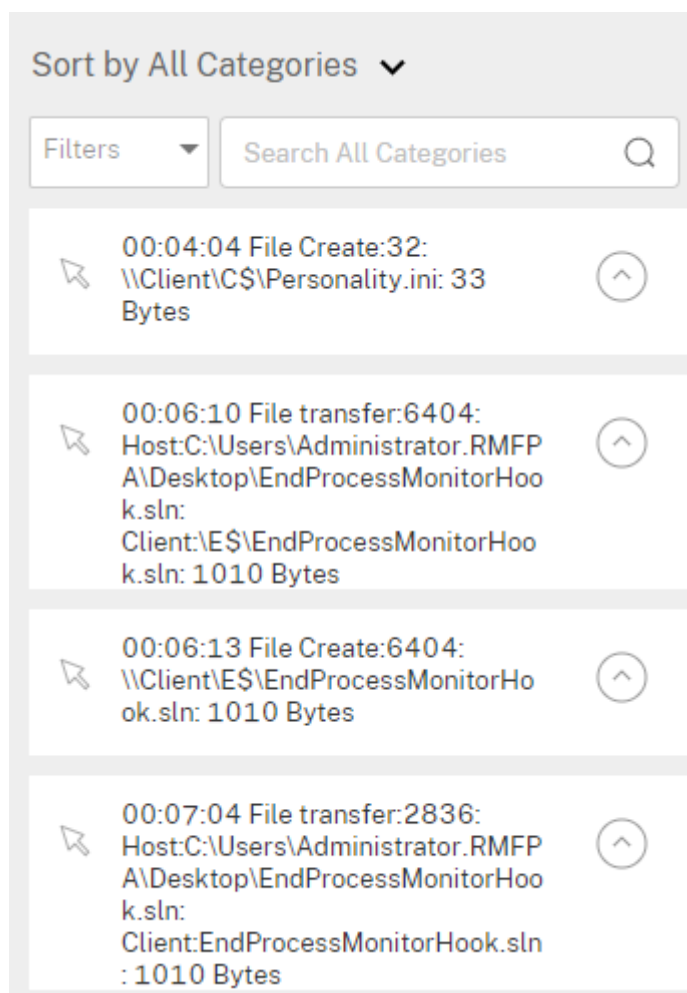 Sort by All Categories
Filters
Search All Categories
00:04:04 File Create:32:
\\Client\C$\Personality.ini: 33
Bytes
00:06:10 File transfer:6404:
Host:C:\Users\Administrator.RMFP
A\Desktop\EndProcessMonitorHoo
k.sln:
Client:\E$\EndProcessMonitorHoo
k.sln: 1010 Bytes
00:06:13 File Create:6404:
\\Client\E$\EndProcessMonitorHo
ok.sln: 1010 Bytes
00:07:04 File transfer:2836:
Host:C:\Users\Administrator.RMFP
A\Desktop\EndProcessMonitorHoo
k.sln:
Client:EndProcessMonitorHook.sln
: 1010 Bytes